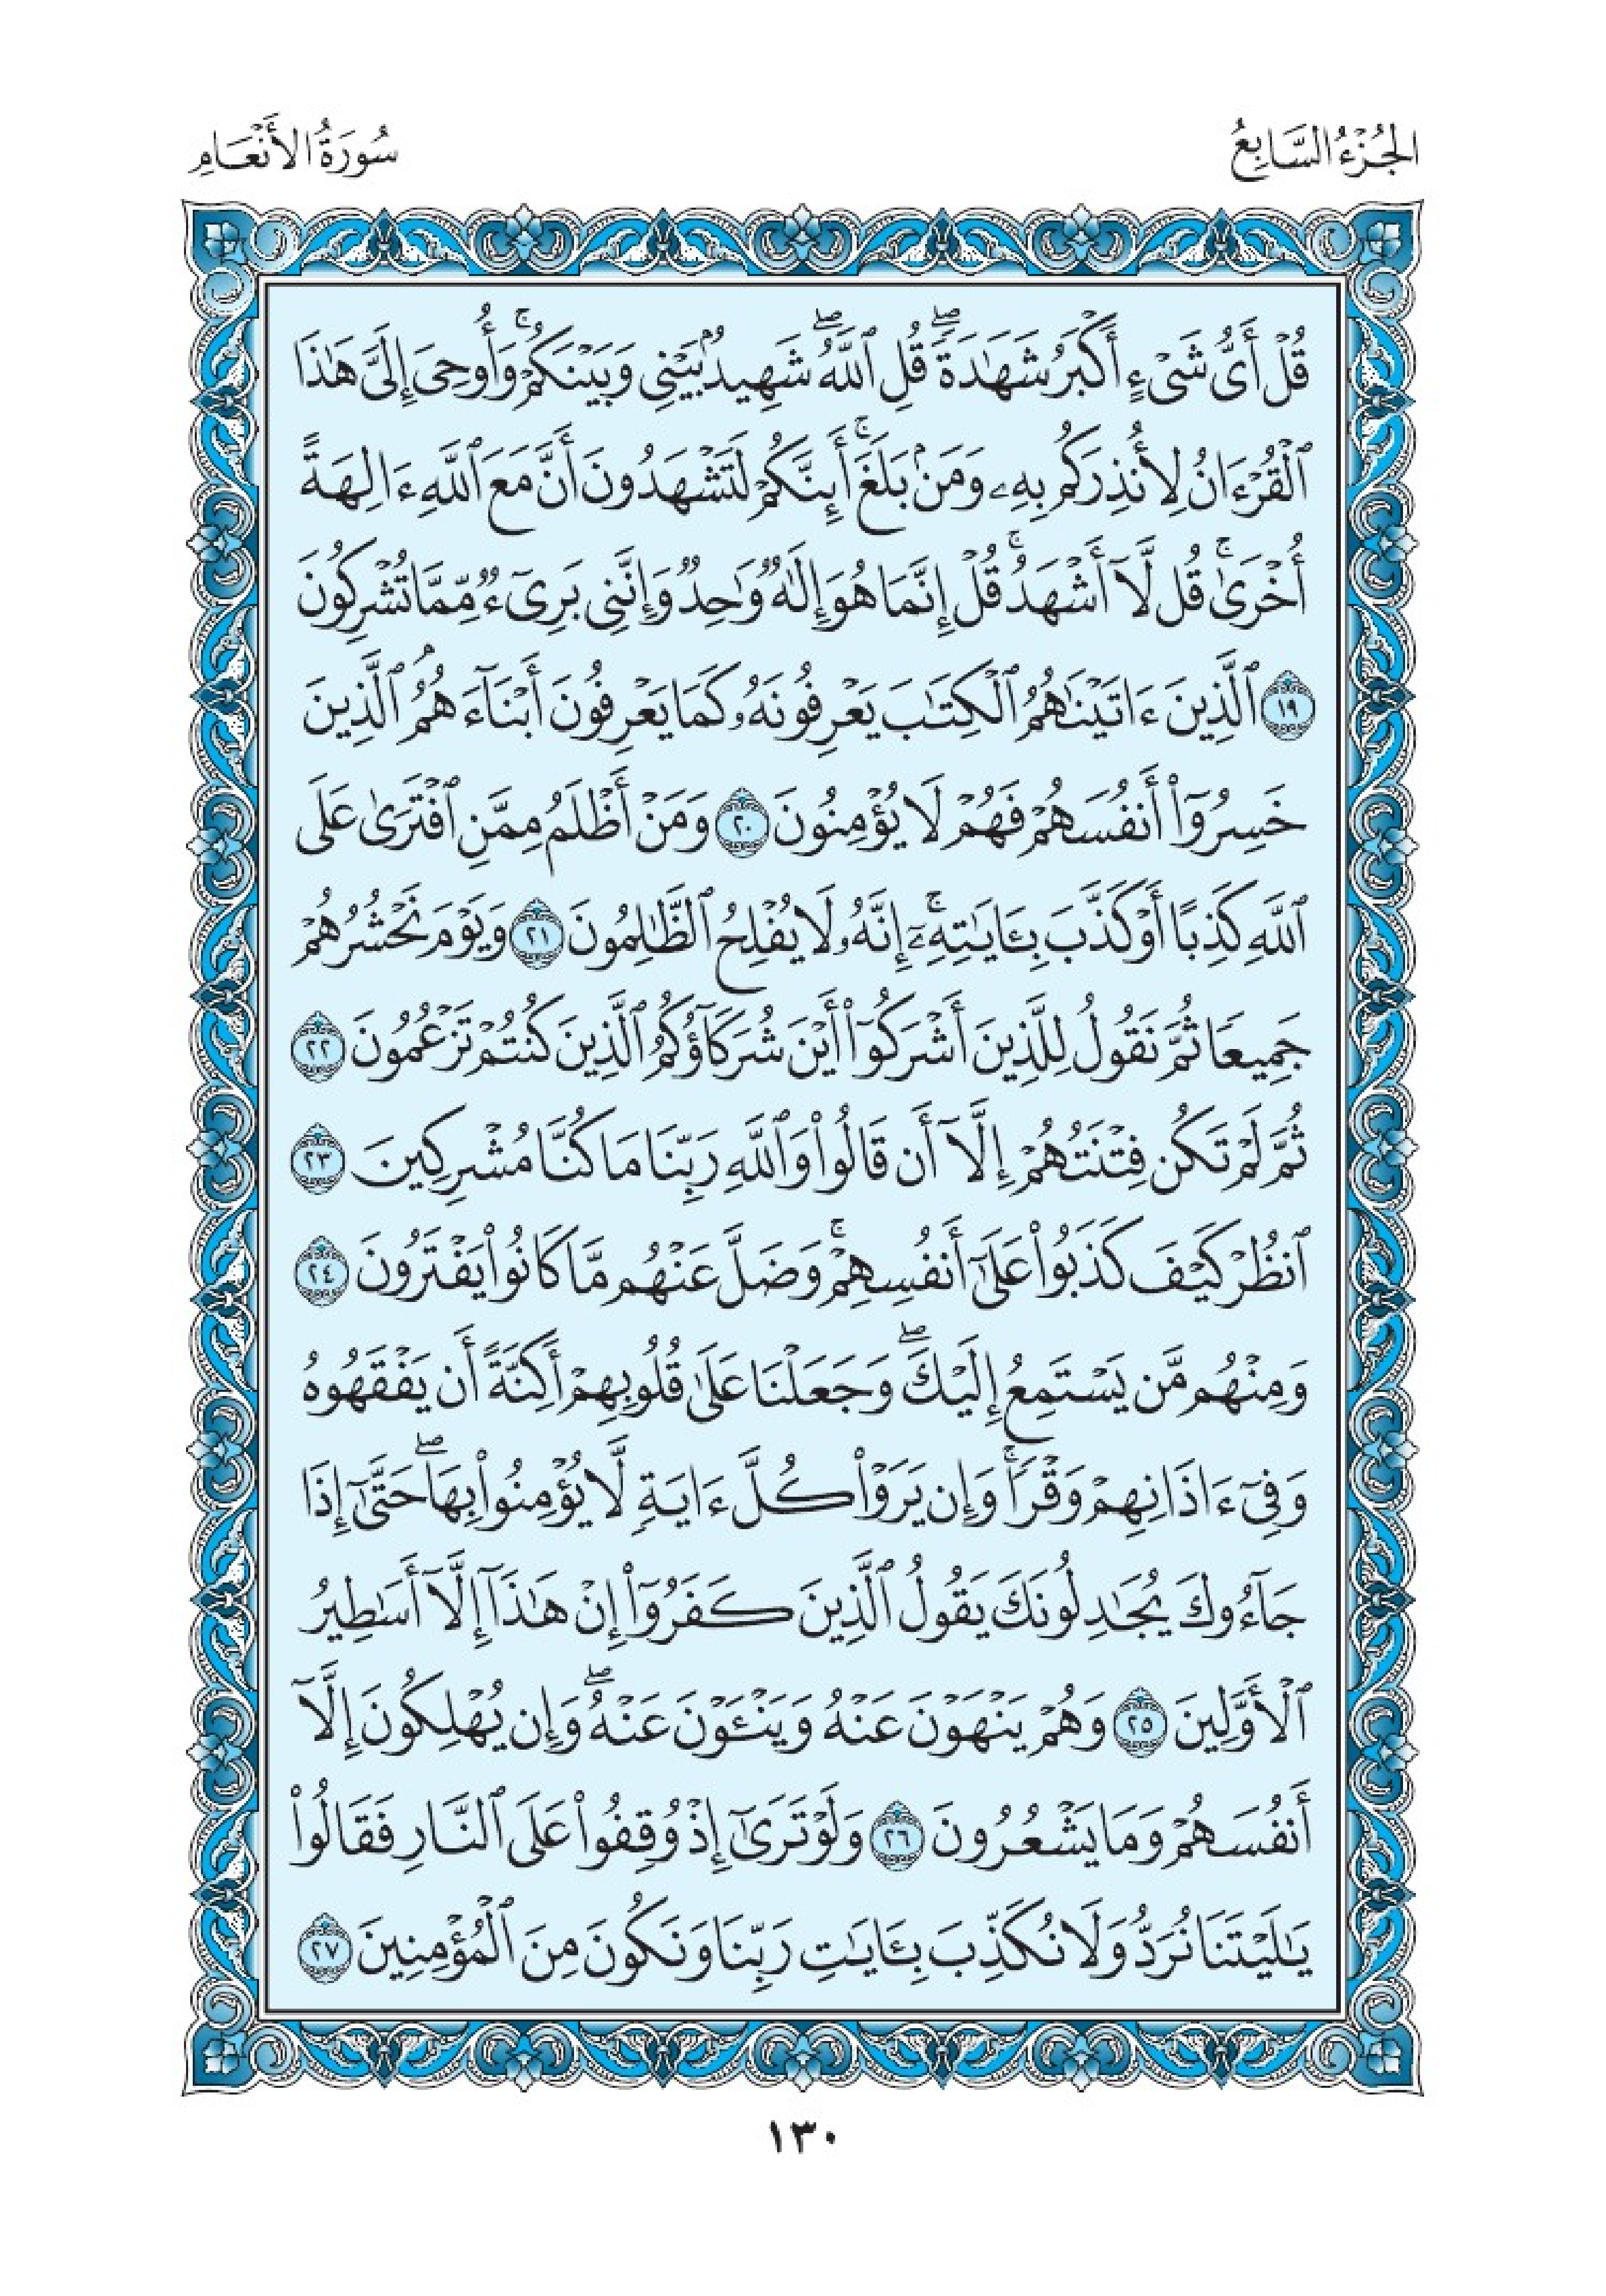 الجُزْءُ السَّابِعُ
سُورَةُ الأَنْعَامِ
قُلْ أَىُّ شَىْءٍ أَكْبَرُ شَهَـٰدَةًۖ قُلِ ٱللَّهُۖ شَهِيدُۢ بَيْنِى وَبَيْنَكُمْۚ وَأُوحِىَ إِلَىَّ هَـٰذَا
ٱلْقُرْءَانُ لِأُنذِرَكُم بِهِۦ وَمَنۢ بَلَغَۚ أَئِنَّكُمْ لَتَشْهَدُونَ أَنَّ مَعَ ٱللَّهِ ءَالِهَةً
أُخْرَىٰۚ قُل لَّآ أَشْهَدُۚ قُلْ إِنَّمَا هُوَ إِلَـٰهٌ وَٰحِدٌ وَإِنَّنِى بَرِىٓءٌ مِّمَّا تُشْرِكُونَ
١٩ ٱلَّذِينَ ءَاتَيْنَـٰهُمُ ٱلْكِتَـٰبَ يَعْرِفُونَهُۥ كَمَا يَعْرِفُونَ أَبْنَآءَهُمُۘ ٱلَّذِينَ
خَسِرُوٓا۟ أَنفُسَهُمْ فَهُمْ لَا يُؤْمِنُونَ ٢٠ وَمَنْ أَظْلَمُ مِمَّنِ ٱفْتَرَىٰ عَلَى
ٱللَّهِ كَذِبًا أَوْ كَذَّبَ بِـَٔايَـٰتِهِۦٓۚ إِنَّهُۥ لَا يُفْلِحُ ٱلظَّـٰلِمُونَ ٢١ وَيَوْمَ نَحْشُرُهُمْ
جَمِيعًا ثُمَّ نَقُولُ لِلَّذِينَ أَشْرَكُوٓا۟ أَيْنَ شُرَكَآؤُكُمُ ٱلَّذِينَ كُنتُمْ تَزْعُمُونَ ٢٢
ثُمَّ لَمْ تَكُن فِتْنَتُهُمْ إِلَّآ أَن قَالُوا۟ وَٱللَّهِ رَبِّنَا مَا كُنَّا مُشْرِكِينَ ٢٣
ٱنظُرْ كَيْفَ كَذَبُوا۟ عَلَىٰٓ أَنفُسِهِمْۚ وَضَلَّ عَنْهُم مَّا كَانُوا۟ يَفْتَرُونَ ٢٤
وَمِنْهُم مَّن يَسْتَمِعُ إِلَيْكَۖ وَجَعَلْنَا عَلَىٰ قُلُوبِهِمْ أَكِنَّةً أَن يَفْقَهُوهُ
وَفِىٓ ءَاذَانِهِمْ وَقْرًاۚ وَإِن يَرَوْا۟ كُلَّ ءَايَةٍ لَّا يُؤْمِنُوا۟ بِهَاۖ حَتَّىٰٓ إِذَا
جَآءُوكَ يُجَـٰدِلُونَكَ يَقُولُ ٱلَّذِينَ كَفَرُوٓا۟ إِنْ هَـٰذَآ إِلَّآ أَسَـٰطِيرُ
ٱلْأَوَّلِينَ ٢٥ وَهُمْ يَنْهَوْنَ عَنْهُ وَيَنْـَٔوْنَ عَنْهُۖ وَإِن يُهْلِكُونَ إِلَّآ
أَنفُسَهُمْ وَمَا يَشْعُرُونَ ٢٦ وَلَوْ تَرَىٰٓ إِذْ وُقِفُوا۟ عَلَى ٱلنَّارِ فَقَالُوا۟
يَـٰلَيْتَنَا نُرَدُّ وَلَا نُكَذِّبَ بِـَٔايَـٰتِ رَبِّنَا وَنَكُونَ مِنَ ٱلْمُؤْمِنِينَ ٢٧
١٣٠